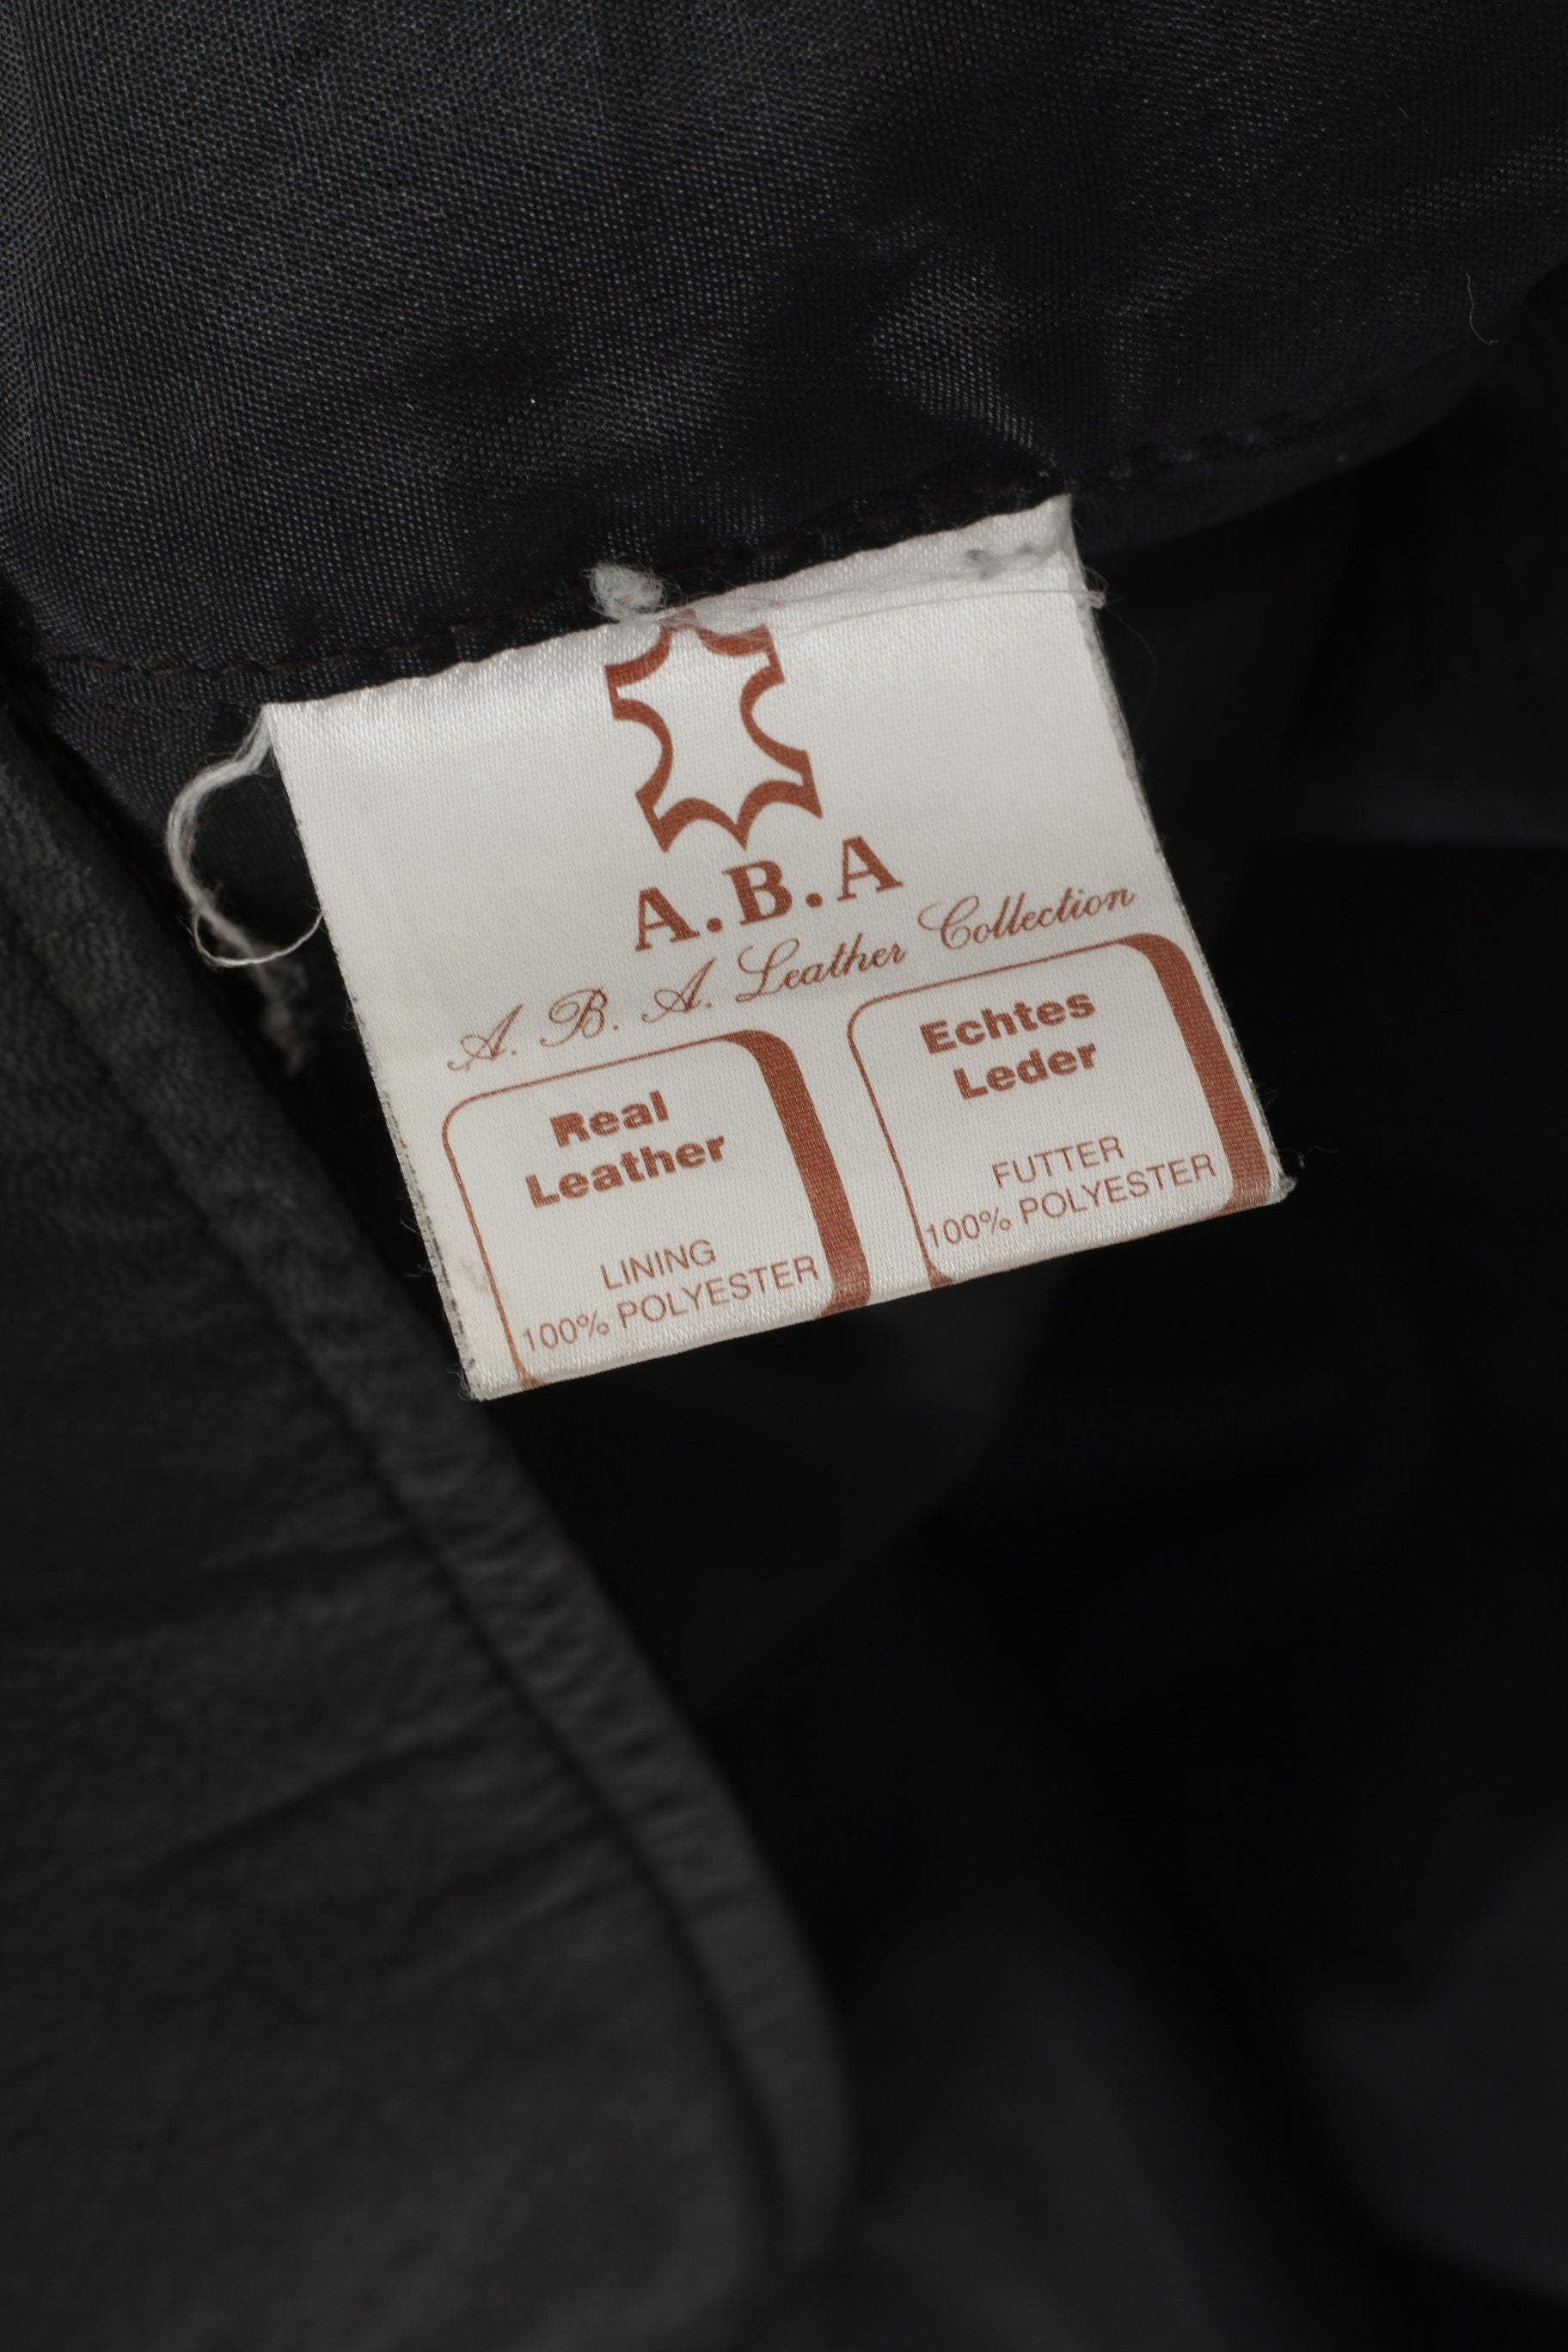 A.B.A
A. B. A. Leather Collection
Real
Leather
LINING
100% POLYESTER
Echtes
Leder
FUTTER
100% POLYESTER